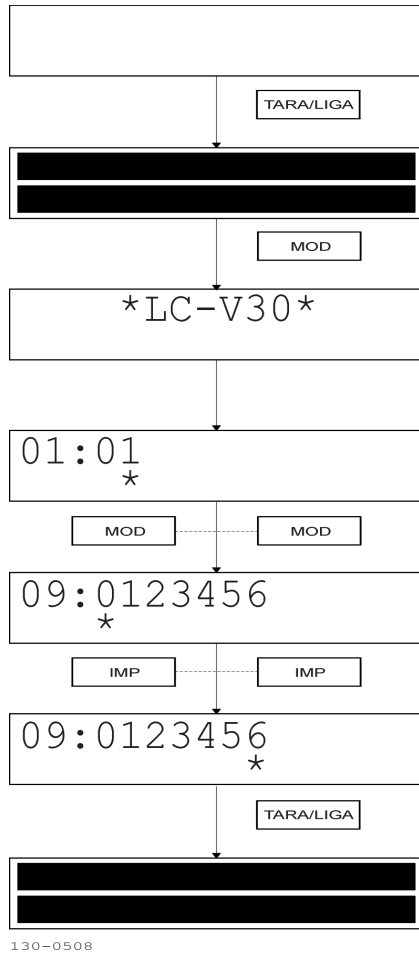 TARA/LIGA
MOD
*LC-V30*
01:01
*
MOD MOD
09:0123456
*
IMP IMP
09:0123456
*
TARA/LIGA
130-0508